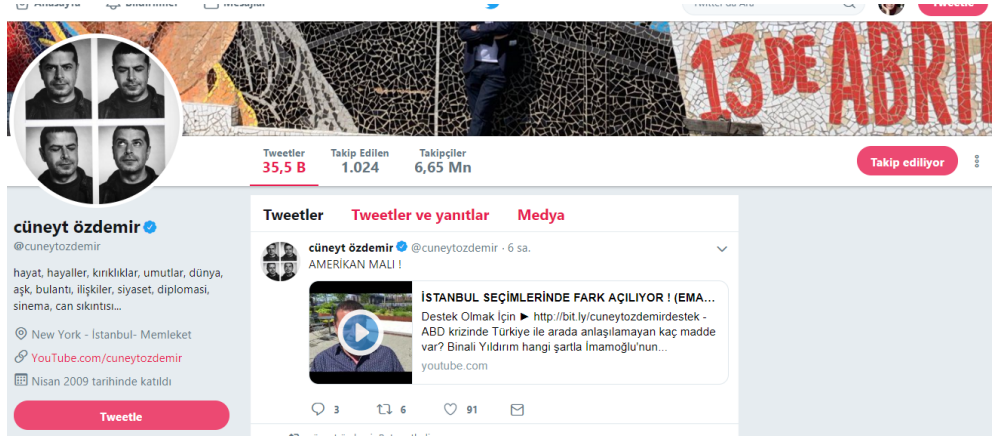 13 DE ABRI
Tweetler
Takip Edilen
Takipçiler
35,5 B
1.024
6,65 Mn
Takip ediliyor
cüneyt özdemir
@cuneytozdemir
hayat, hayaller, kırıklıklar, umutlar, dünya,
aşk, bulantı, ilişkiler, siyaset, diplomasi,
sinema, can sıkıntısı...
New York - İstanbul- Memleket
YouTube.com/cuneytozdemir
Nisan 2009 tarihinde katıldı
Tweetle
Tweetler
Tweetler ve yanıtlar
Medya
cüneyt özdemir @cuneytozdemir · 6 sa.
AMERİKAN MALI !
İSTANBUL SEÇİMLERİNDE FARK AÇILIYOR ! (EMA...
Destek Olmak İçin ► http://bit.ly/cuneytozdemirdestek -
ABD krizinde Türkiye ile arada anlaşılamayan kaç madde
var? Binali Yıldırım hangi şartla İmamoğlu'nun...
youtube.com
3
6
91